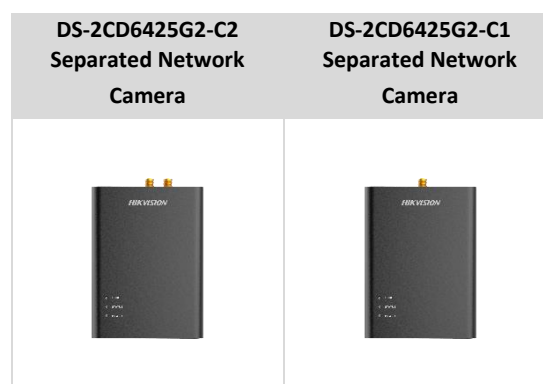 DS-2CD6425G2-C2
Separated Network
Camera
DS-2CD6425G2-C1
Separated Network
Camera
HIKVISION
HIKVISION